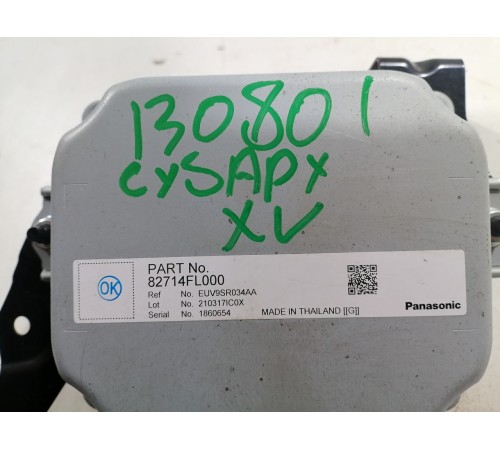 130801
СУЗАРХ
XV
OK
PART No.
82714FL000
Ref No. EUV9SR034AA
Lot No. 210317IC0X
Serial No. 1860654
MADE IN THAILAND [[G]]
Panasonic